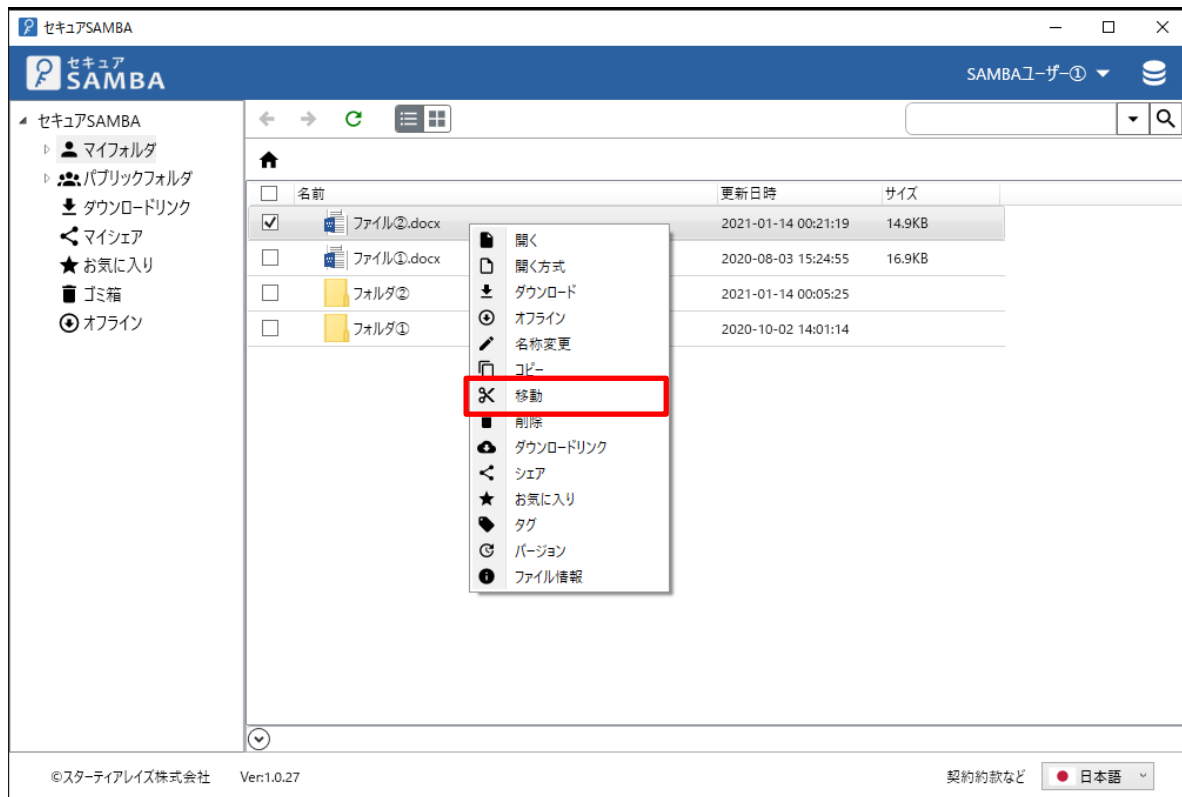 セキュアSAMBA
セキュア
SAMBA
SAMBAユーザー①
セキュアSAMBA
マイフォルダ
パブリックフォルダ
ダウンロードリンク
マイシェア
お気に入り
ゴミ箱
オフライン
名前 更新日時 サイズ
ファイル②.docx 2021-01-14 00:21:19 14.9KB
ファイル①.docx 2020-08-03 15:24:55 16.9KB
フォルダ② 2021-01-14 00:05:25
フォルダ① 2020-10-02 14:01:14
開く
開く方式
ダウンロード
オフライン
名称変更
コピー
移動
削除
ダウンロードリンク
シェア
お気に入り
タグ
バージョン
ファイル情報
©スターティアレイズ株式会社 Ver:1.0.27 契約約款など 日本語